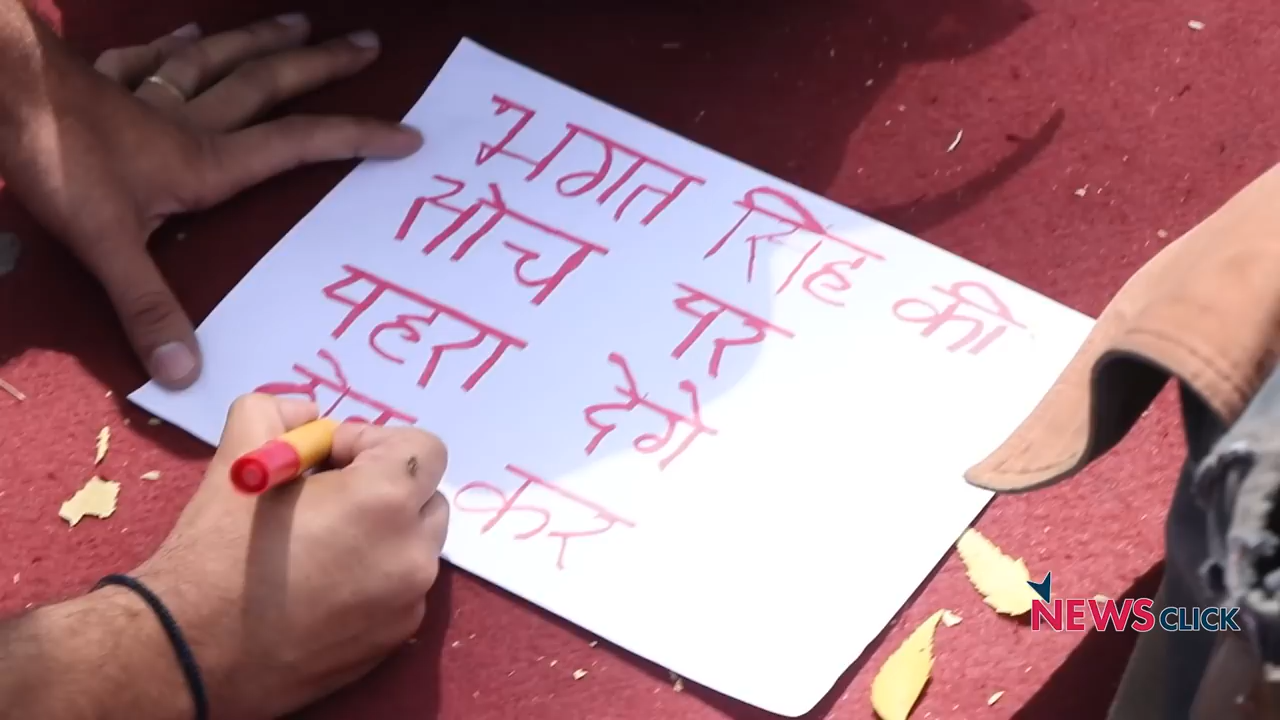 भगत सिंह की
सोच पर
पहरा देगे
ठोक कर
NEWSCLICK